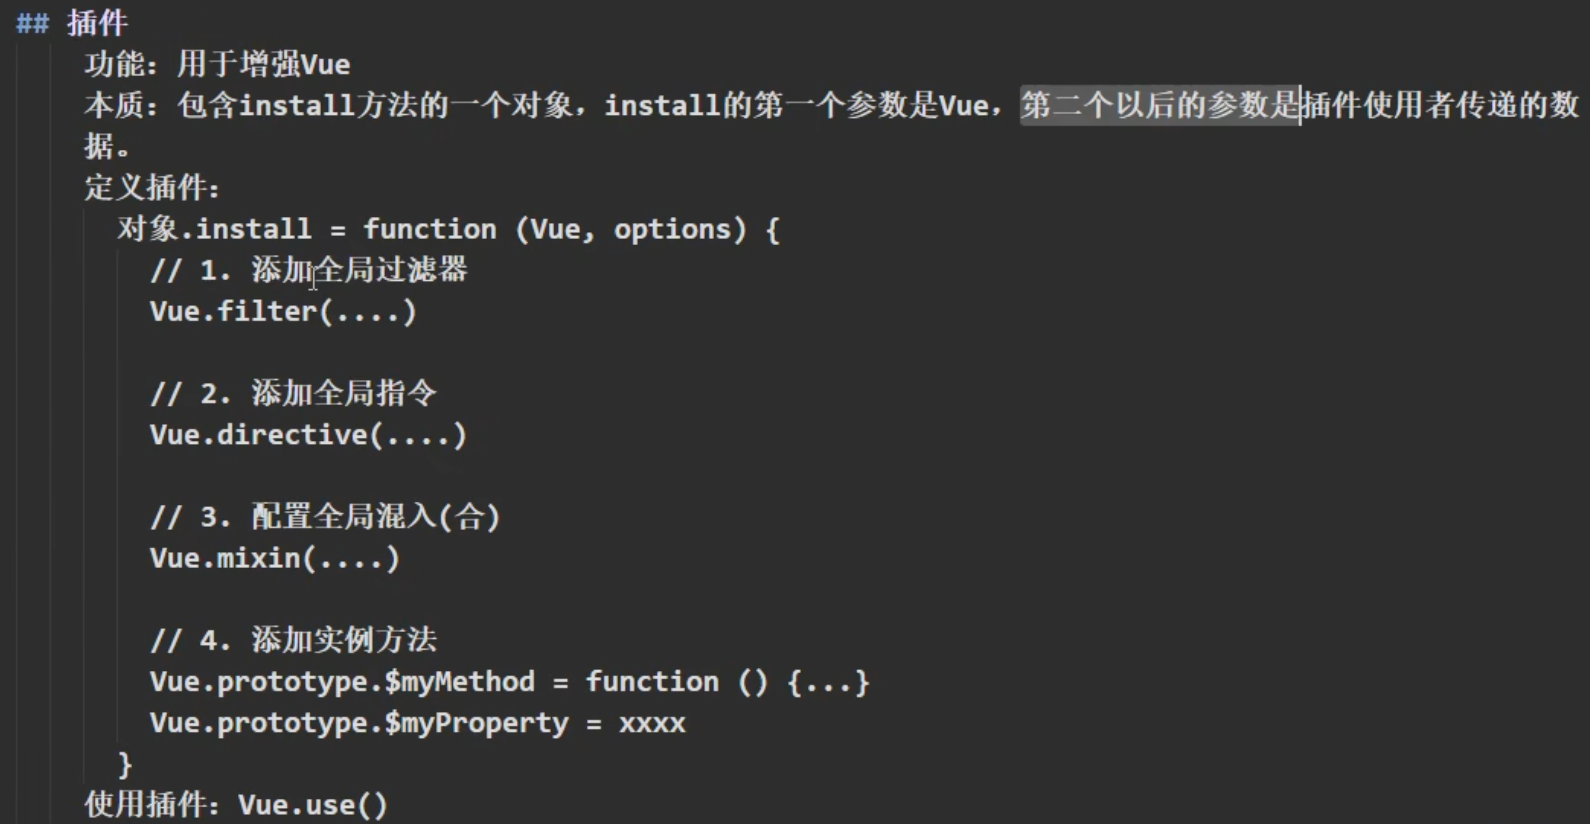 ## 插件
功能：用于增强Vue
本质：包含install方法的一个对象，install的第一个参数是Vue，第二个以后的参数是插件使用者传递的数
据。
定义插件：
对象.install = function (Vue, options) {
// 1. 添加全局过滤器
Vue.filter(....)
// 2. 添加全局指令
Vue.directive(....)
// 3. 配置全局混入(合)
Vue.mixin(....)
// 4. 添加实例方法
Vue.prototype.$myMethod = function () {...}
Vue.prototype.$myProperty = xxxx
}
使用插件：Vue.use()